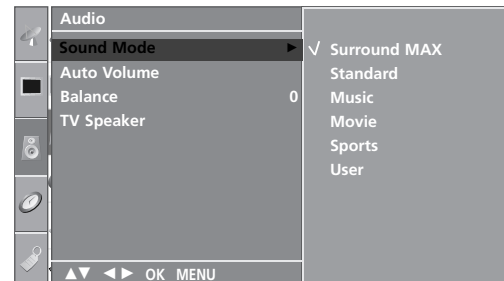 Audio
Sound Mode ►
Auto Volume
Balance 0
TV Speaker
▲▼ ◄► OK MENU
√ Surround MAX
Standard
Music
Movie
Sports
User